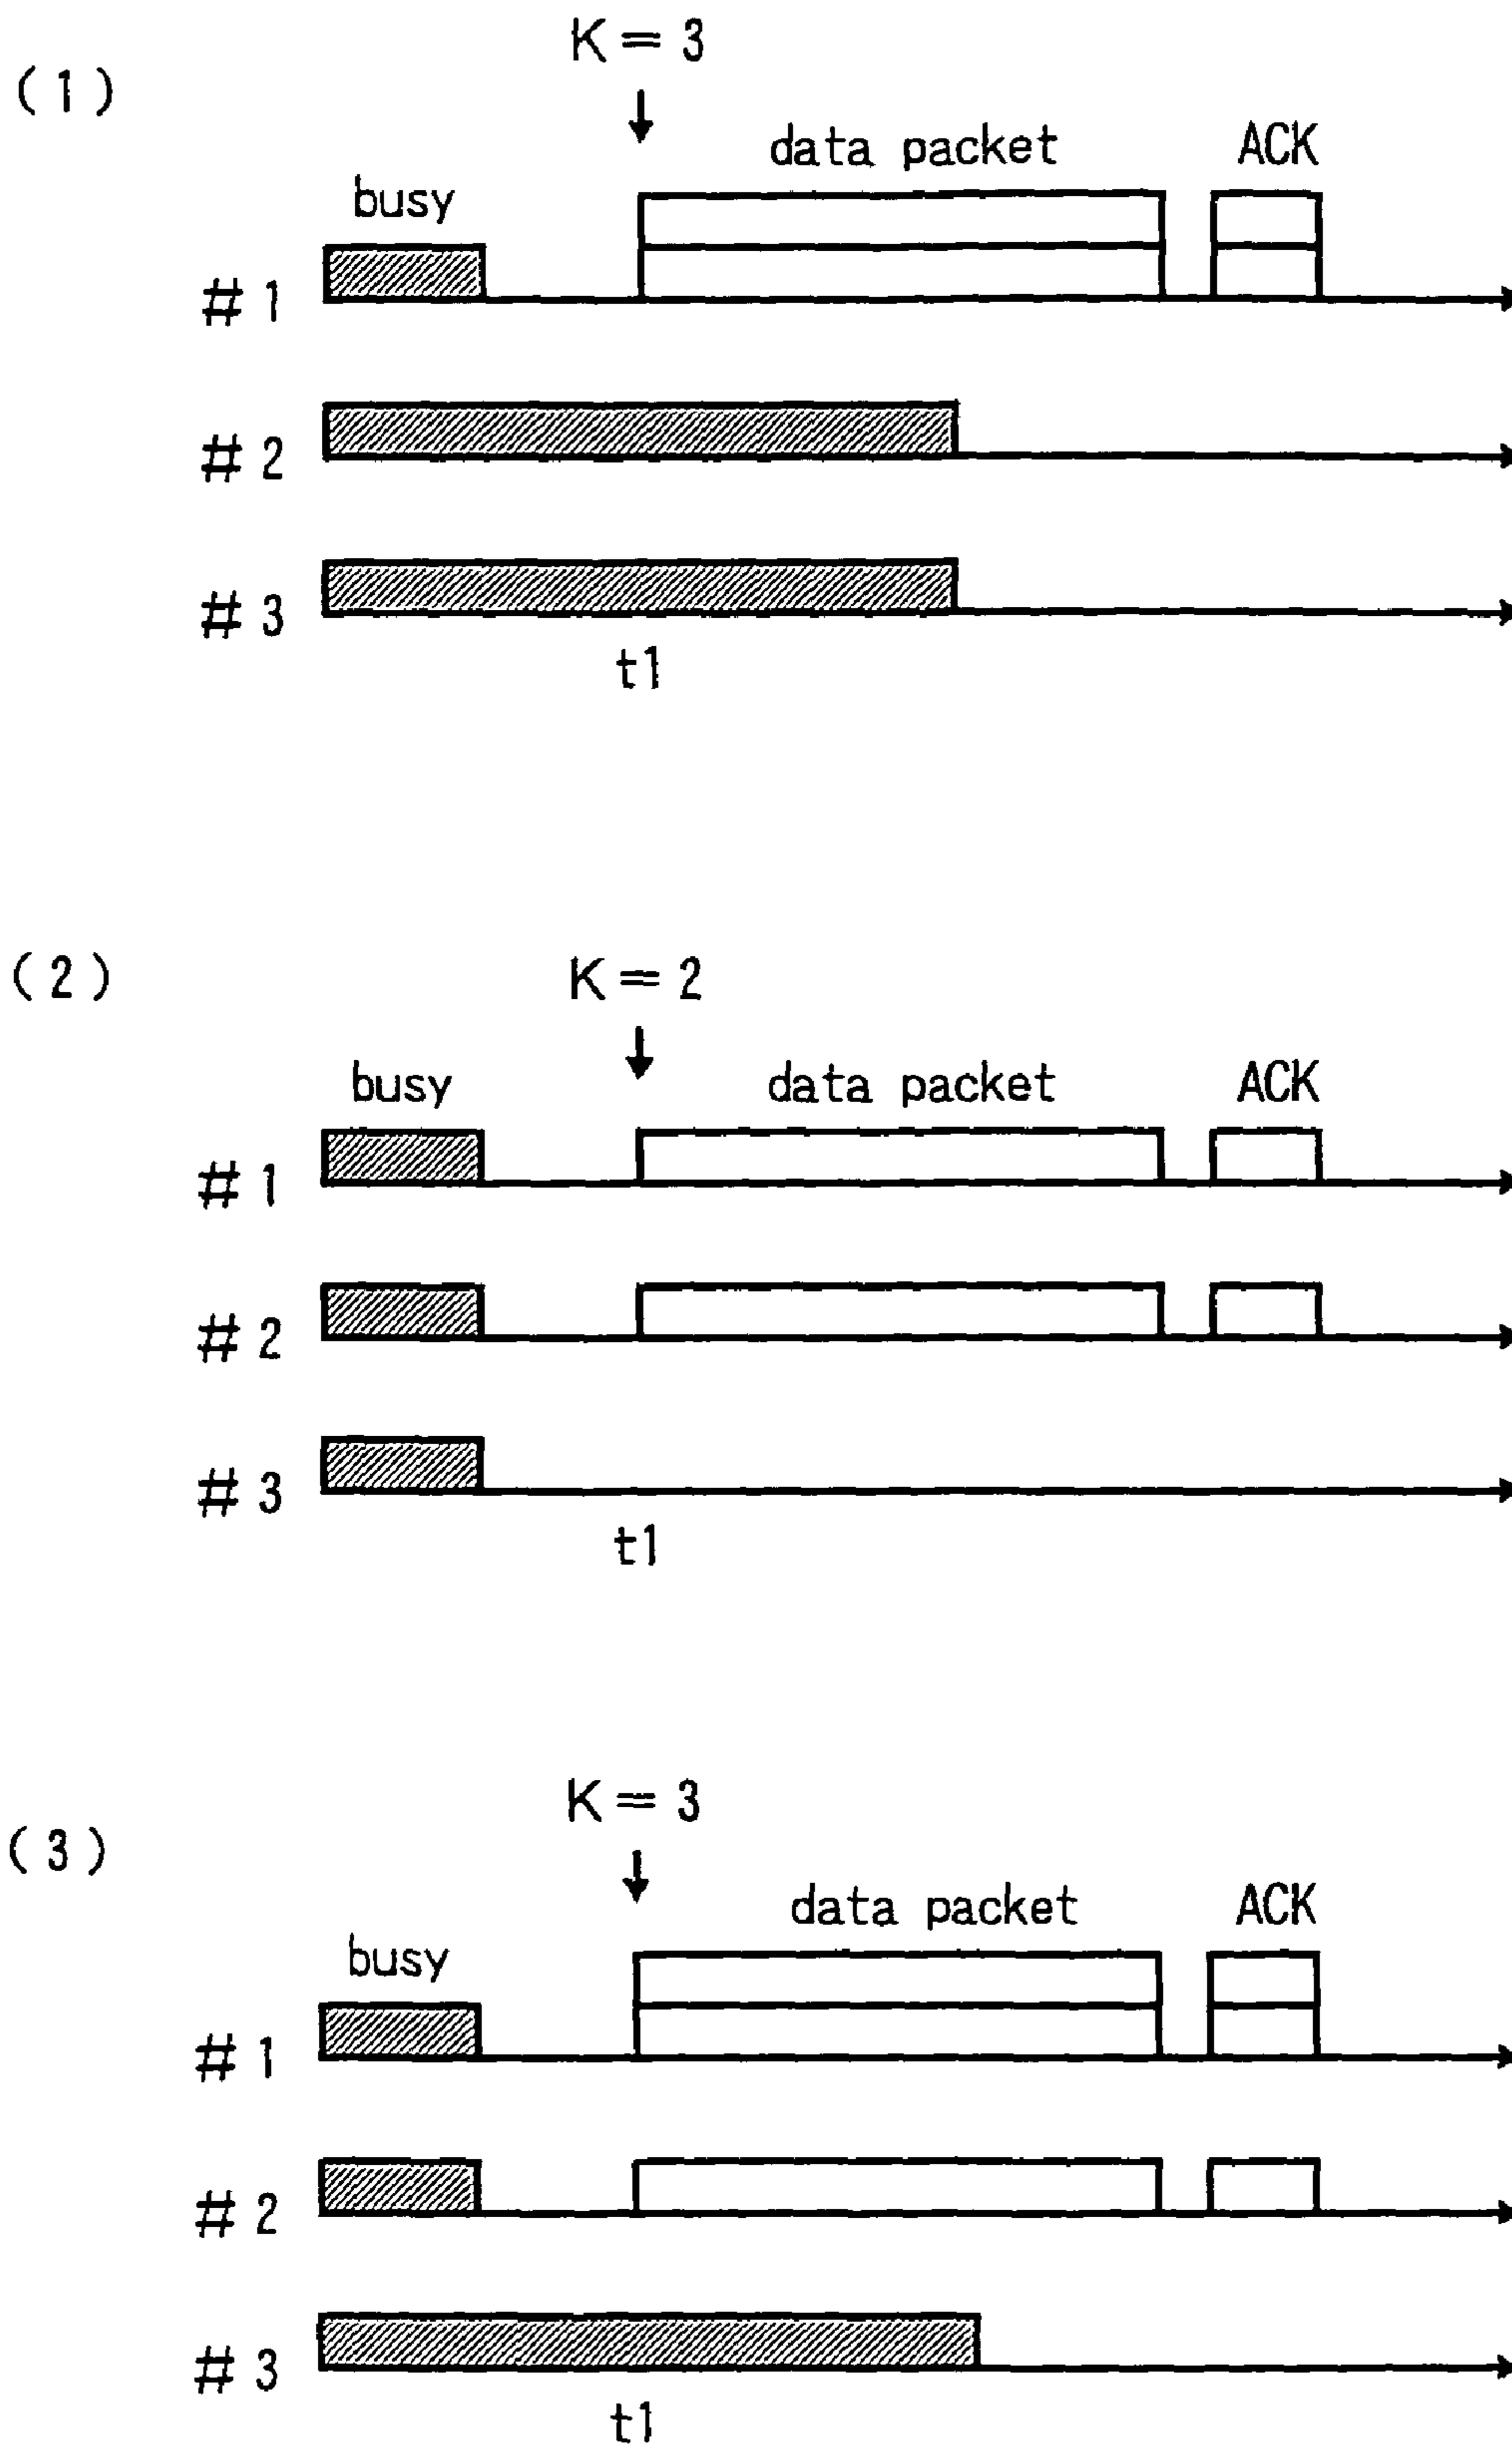 (1)
K = 3
data packet ACK
busy
# 1
# 2
# 3
t1
(2)
K = 2
busy data packet ACK
# 1
# 2
# 3
t1
(3)
K = 3
data packet ACK
busy
# 1
# 2
# 3
t1